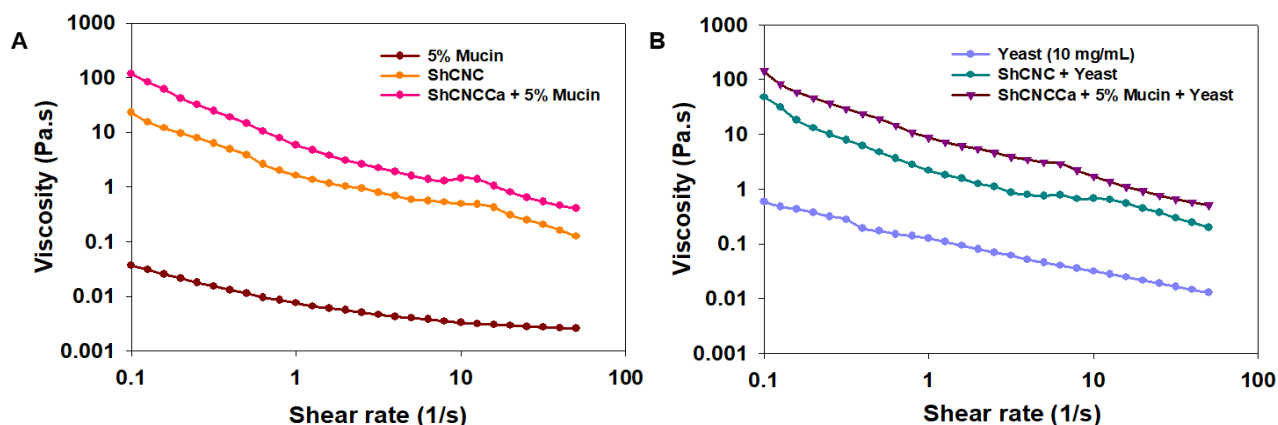 A
Viscosity (Pa.s)
1000
100
10
1
0.1
0.01
0.001
5% Mucin
ShCNC
ShCNCCa + 5% Mucin
0.1 1 10 100
Shear rate (1/s)
B
Viscosity (Pa.s)
1000
100
10
1
0.1
0.01
0.001
Yeast (10 mg/mL)
ShCNC + Yeast
ShCNCCa + 5% Mucin + Yeast
0.1 1 10 100
Shear rate (1/s)